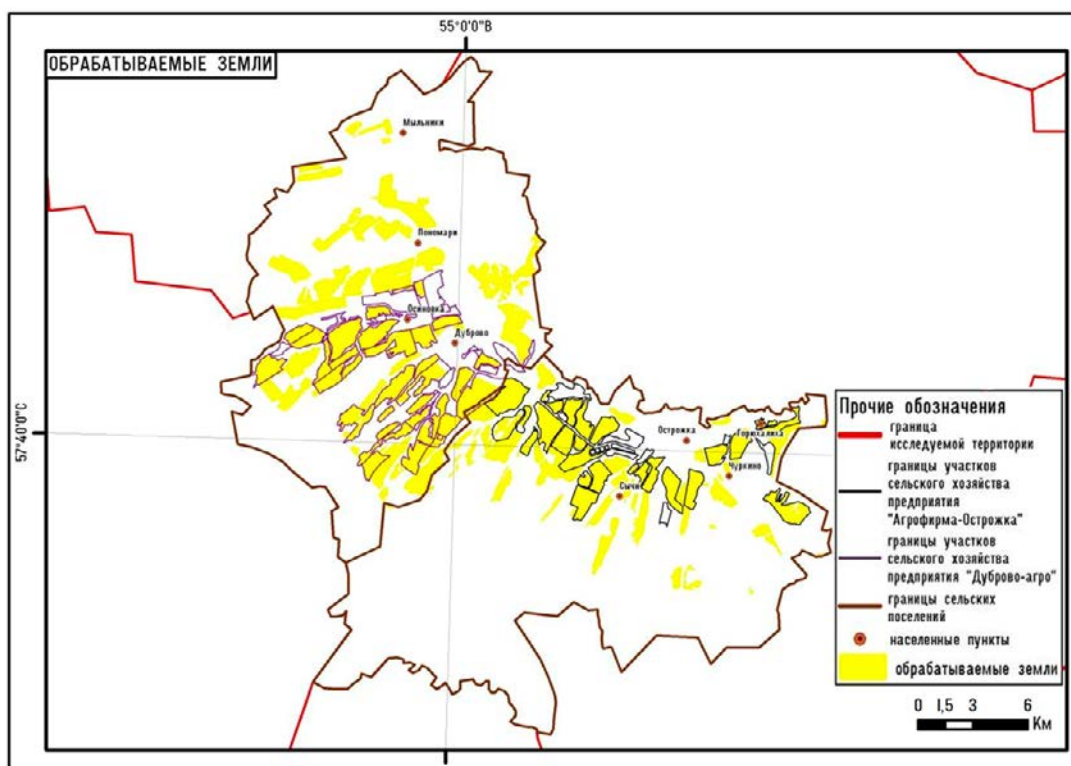 55°0'0"В
ОБРАБАТЫВАЕМЫЕ ЗЕМЛИ
Мыльники
Пономари
Осиновка
Дуброво
57°40'0"С
Острожка
Горюхалиха
Чуркино
Сычи
Прочие обозначения
граница
исследуемой территории
границы участков
сельского хозяйства
предприятия
"Агрофирма-Острожка"
границы участков
сельского хозяйства
предприятия "Дуброво-агро"
границы сельских
поселений
населенные пункты
обрабатываемые земли
0 1,5 3 6
Км